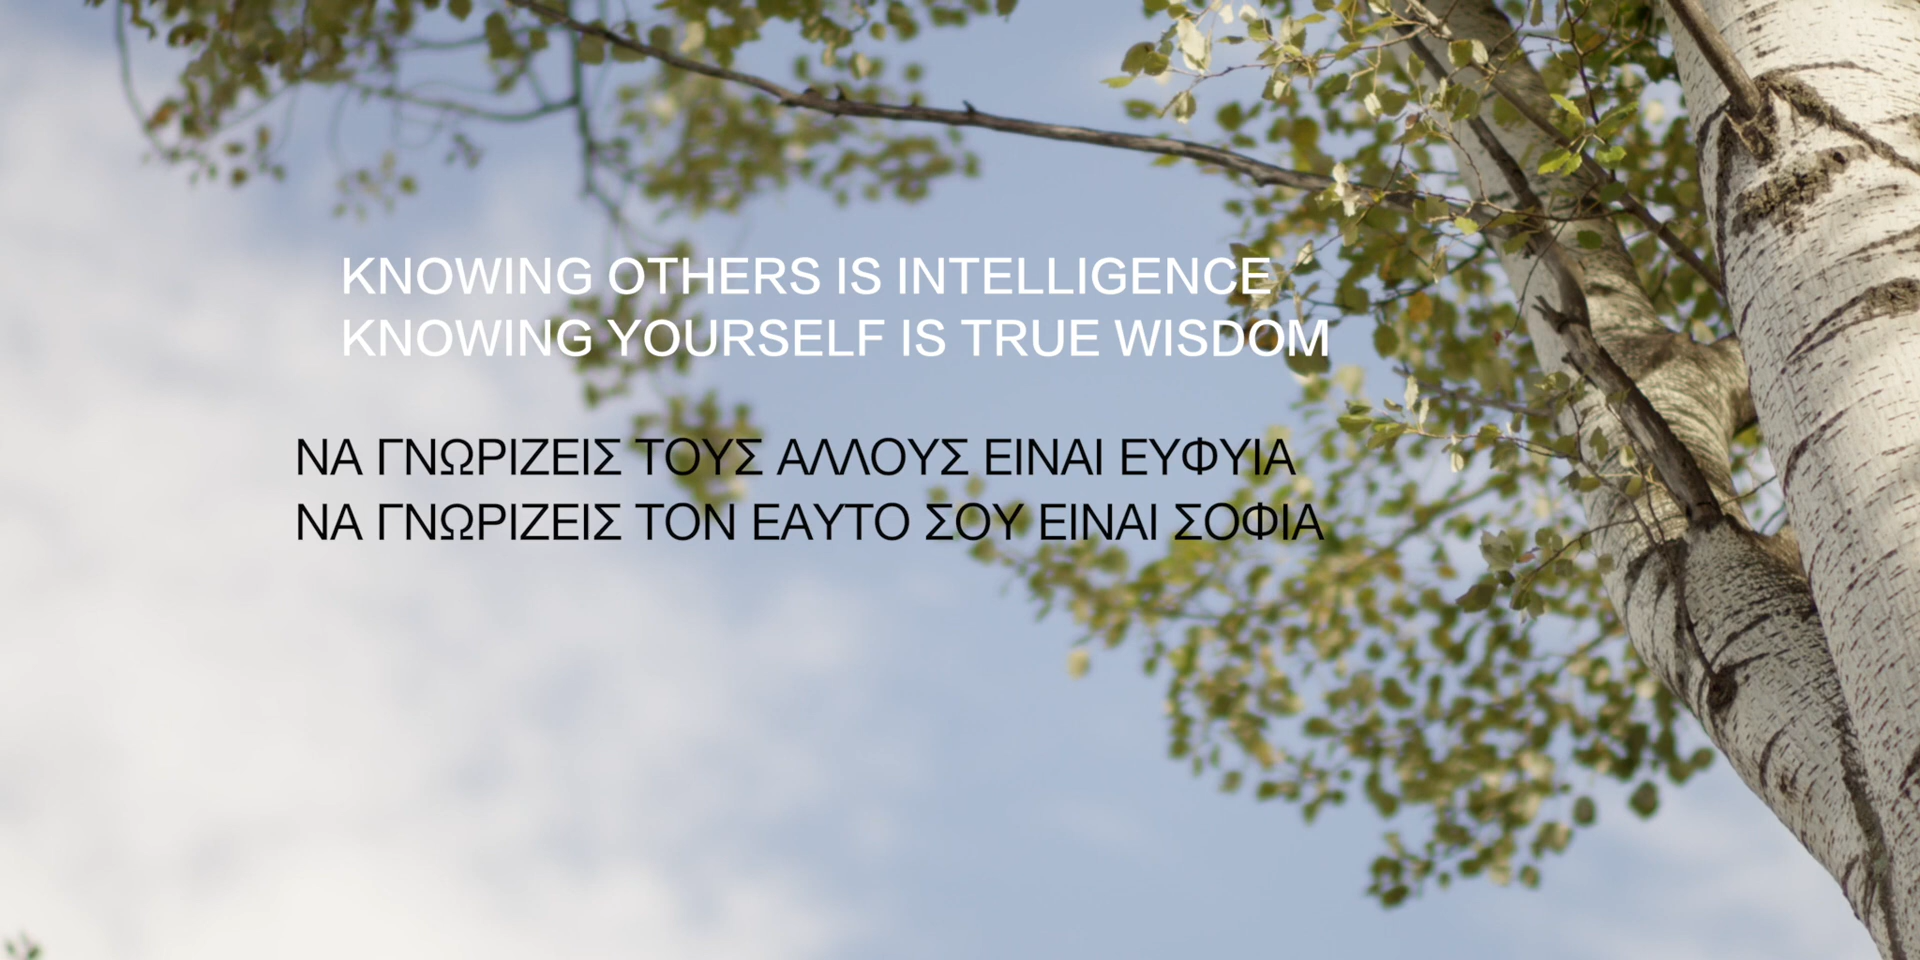 KNOWING OTHERS IS INTELLIGENCE
KNOWING YOURSELF IS TRUE WISDOM
ΝΑ ΓΝΩΡΙΖΕΙΣ ΤΟΥΣ ΑΛΛΟΥΣ ΕΙΝΑΙ ΕΥΦΥΙΑ
ΝΑ ΓΝΩΡΙΖΕΙΣ ΤΟΝ ΕΑΥΤΟ ΣΟΥ ΕΙΝΑΙ ΣΟΦΙΑ